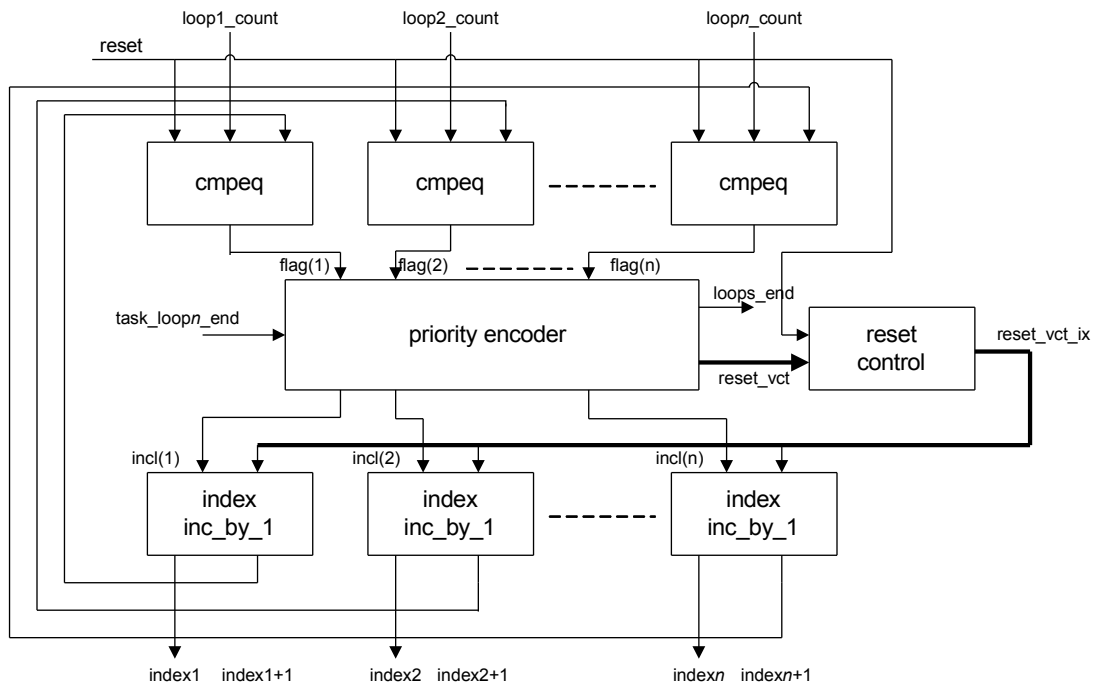 loop1_count loop2_count loopn_count
reset
cmpeq cmpeq cmpeq
flag(1) flag(2) flag(n)
loops_end
task_loopn_end
priority encoder
reset
control
reset_vct_ix
reset_vct
incl(1) incl(2) incl(n)
index index index
inc_by_1 inc_by_1 inc_by_1
index1 index1+1 index2 index2+1 indexn indexn+1